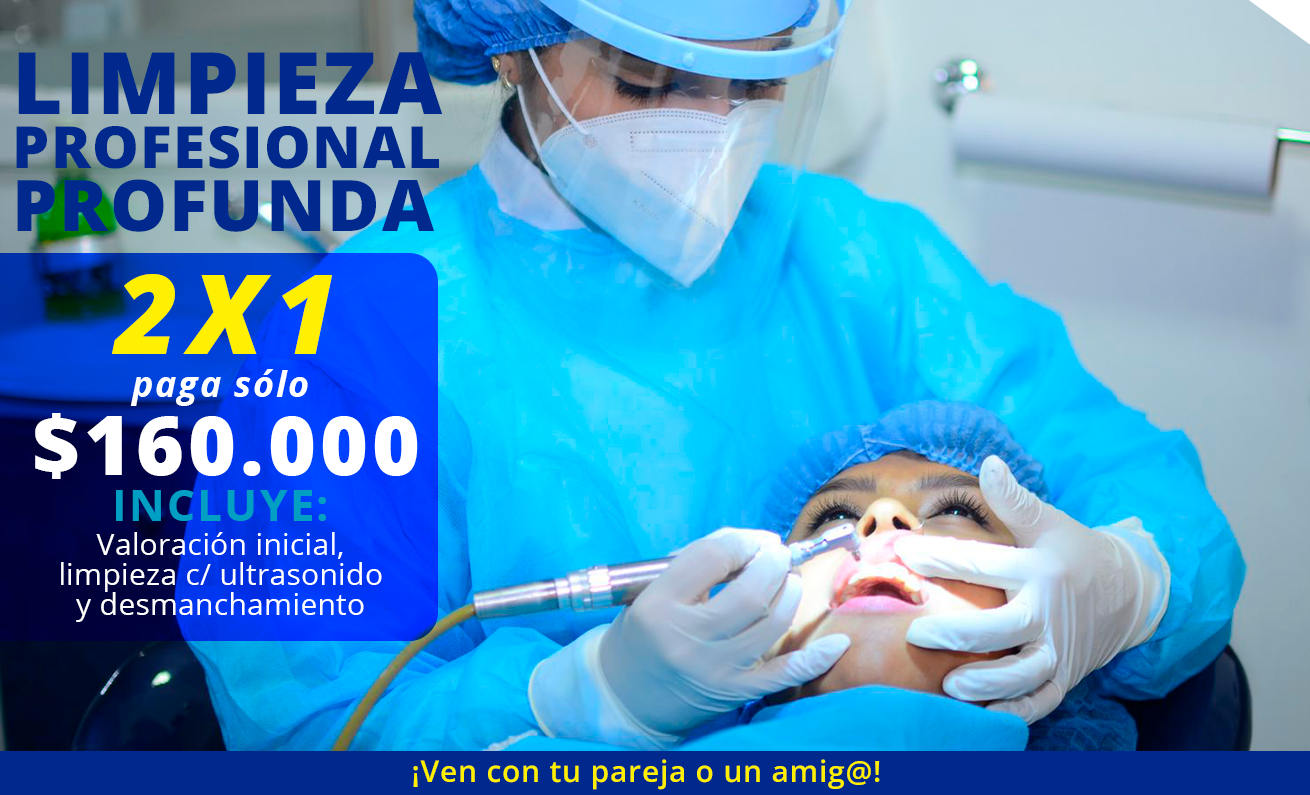 LIMPIEZA
PROFESIONAL
PROFUNDA
2X1
paga sólo
$160.000
INCLUYE:
Valoración inicial,
limpieza c/ ultrasonido
y desmanchamiento
¡Ven con tu pareja o un amig@!